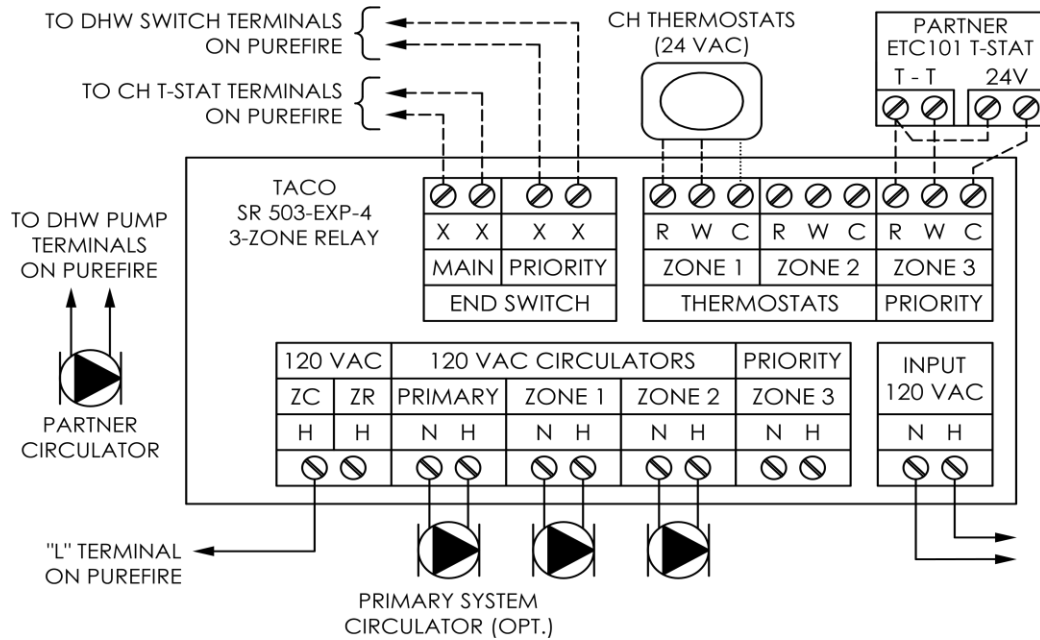 TO DHW SWITCH TERMINALS
ON PUREFIRE
TO CH T-STAT TERMINALS
ON PUREFIRE
CH THERMOSTATS
(24 VAC)
PARTNER
ETC101 T-STAT
T - T 24V
TACO
SR 503-EXP-4
3-ZONE RELAY
X X X X
MAIN PRIORITY
END SWITCH
R W C R W C R W C
ZONE 1 ZONE 2 ZONE 3
THERMOSTATS PRIORITY
TO DHW PUMP
TERMINALS
ON PUREFIRE
PARTNER
CIRCULATOR
120 VAC 120 VAC CIRCULATORS PRIORITY
ZC ZR PRIMARY ZONE 1 ZONE 2 ZONE 3
H H N H N H N H N H
INPUT
120 VAC
N H
"L" TERMINAL
ON PUREFIRE
PRIMARY SYSTEM
CIRCULATOR (OPT.)